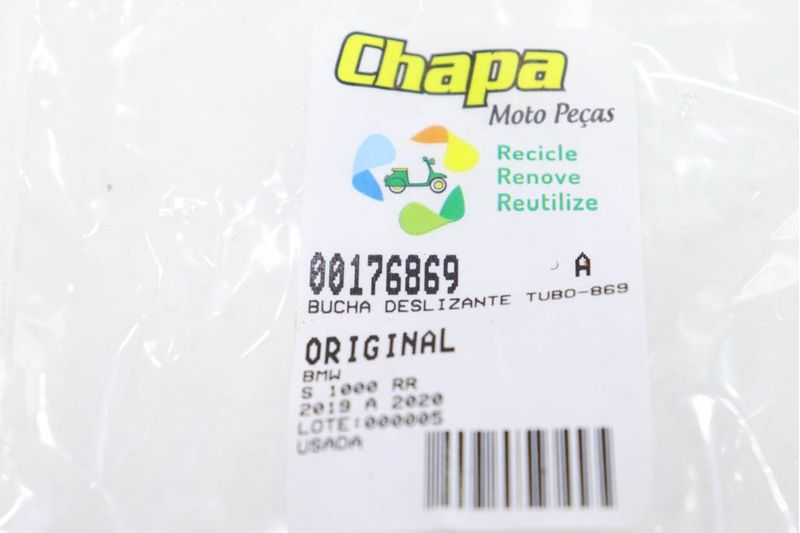 Chapa
Moto Peças
Recicle
Renove
Reutilize
00176869 A
BUCHA DESLIZANTE TUBO-869
ORIGINAL
BMW
S 1000 RR
2019 A 2020
LOTE:000005
USADA